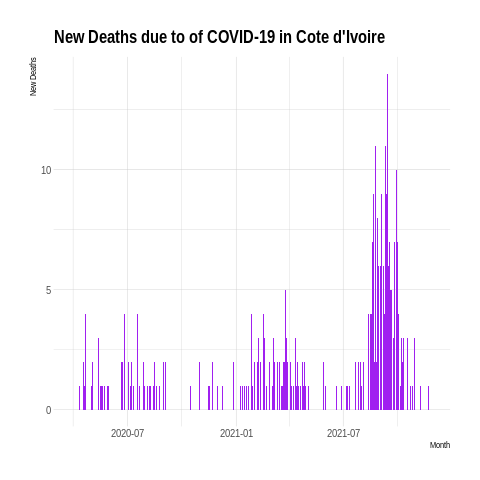 New Deaths due to of COVID-19 in Cote d'Ivoire
New Deaths
10
5
0
2020-07 2021-01 2021-07
Month